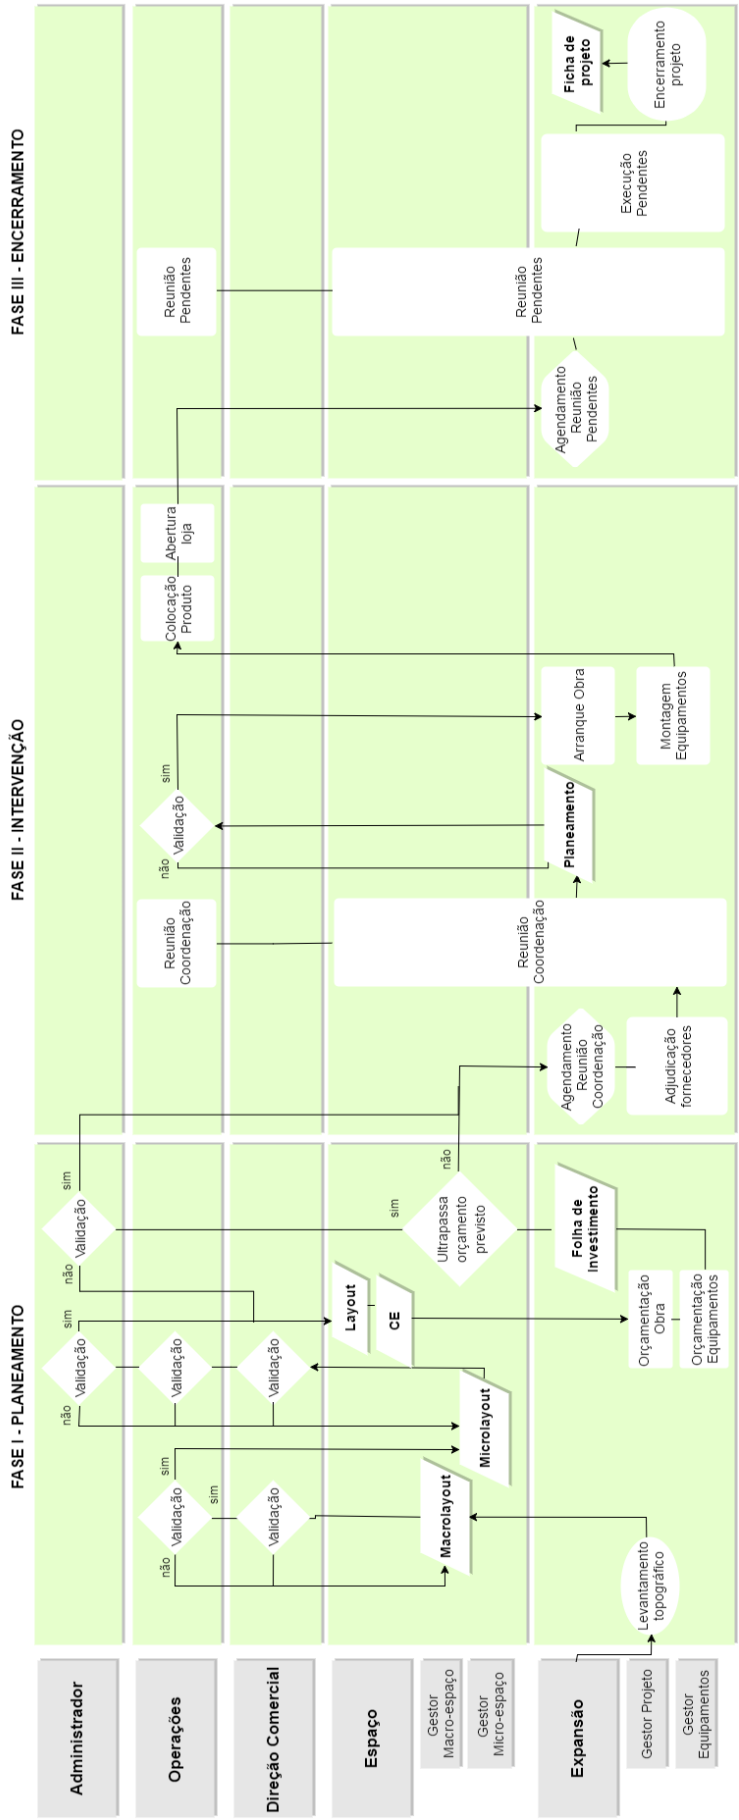 FASE I - PLANEAMENTO
FASE II - INTERVENÇÃO
FASE III - ENCERRAMENTO
Administrador
não
Validação
sim
não
Validação
sim
Operações
não
Validação
sim
sim
Validação
Reunião
Coordenação
não
Validação
sim
Colocação
Produto
Abertura
loja
Reunião
Pendentes
Direção Comercial
Validação
Validação
Espaço
Gestor
Macro-espaço
Gestor
Micro-espaço
Macrolayout
Microlayout
Layout
CE
sim
Ultrapassa
orçamento
previsto
não
Reunião
Coordenação
Reunião
Pendentes
Expansão
Gestor Projeto
Gestor
Equipamentos
Levantamento
topográfico
Orçamentação
Obra
Orçamentação
Equipamentos
Folha de
Investimento
Agendamento
Reunião
Coordenação
Adjudicação
fornecedores
Planeamento
Arranque Obra
Montagem
Equipamentos
Agendamento
Reunião
Pendentes
Execução
Pendentes
Ficha de
projeto
Encerramento
projeto